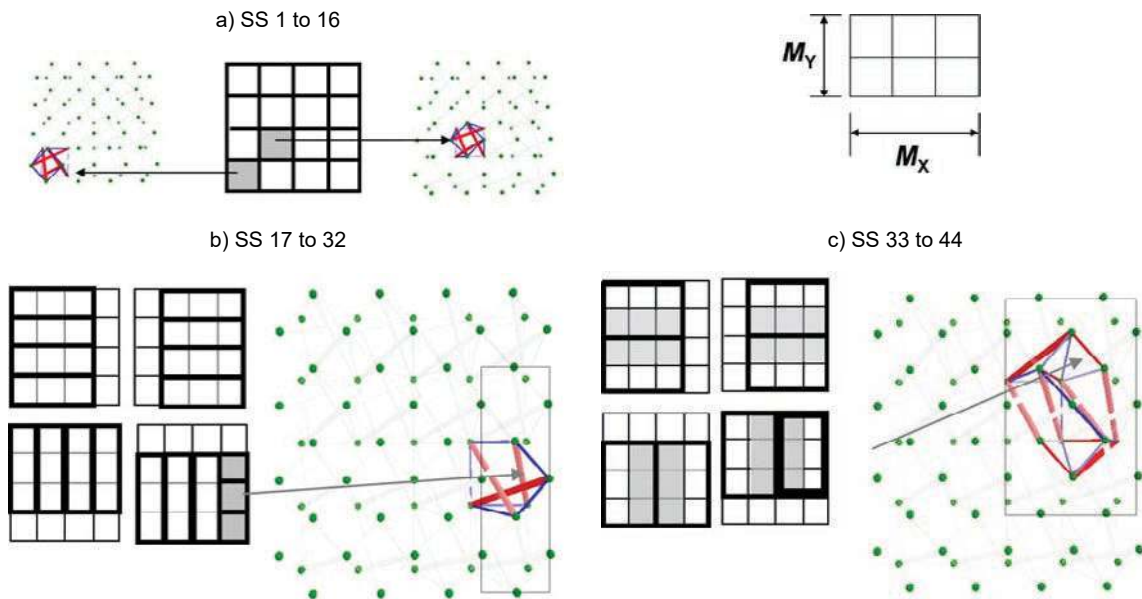 a) SS 1 to 16
M_Y
M_X
b) SS 17 to 32
c) SS 33 to 44